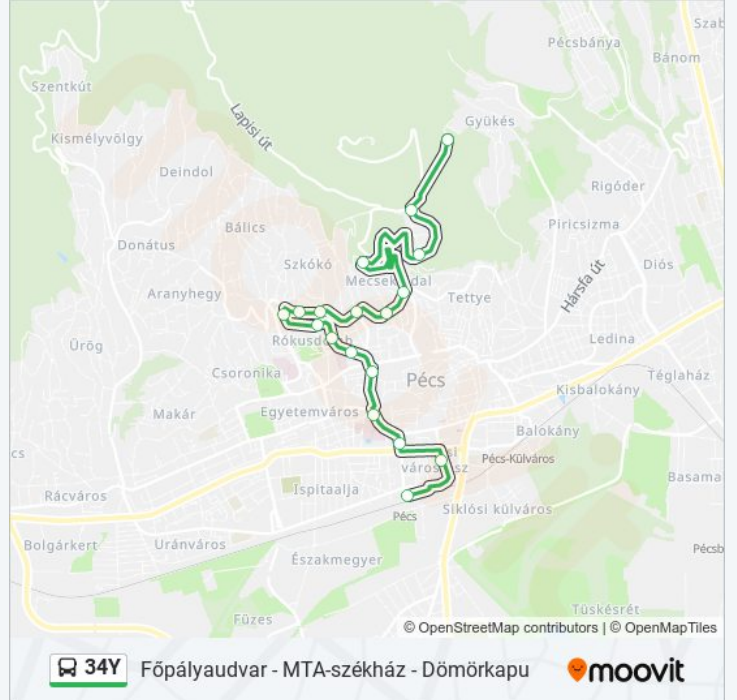 Szab
Pécsbánya
Bánom
Szentkút
Lapisi út
Gyükés
Kismélyvölgy
Deindol
Rigóder
Bálics
Piricsizma
Donátus
Szkókó
Diós
Hársfa út
Aranyhegy
Tettye
Rókusdomb
Ledina
Ürög
Csoronika
Pécs
Téglaház
Kisbalokány
Makár
Egyetemváros
Balokány
cs
Pécs-Külváros
Basama
Rácváros
Ispitaalja
Pécs
Siklósi külváros
Bolgárkert
Uránváros
Pécsb
Északmegyer
Tüskésrét
Füzes
© OpenStreetMap contributors | © OpenMapTiles
34Y Főpályaudvar - MTA-székház - Dömörkapu
moovit